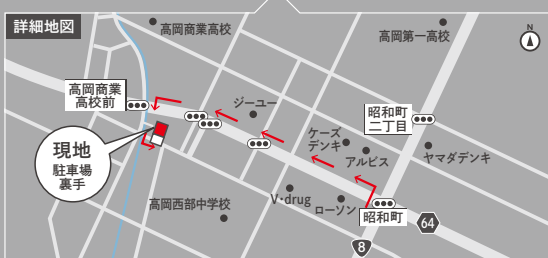 詳細地図
高岡商業高校
高岡第一高校
N
高岡商業
高校前
ジーユー
昭和町
二丁目
ケーズ
デンキ
アルビス
ヤマダデンキ
現地
駐車場
裏手
高岡西部中学校
V・drug
ローソン
昭和町
64
8